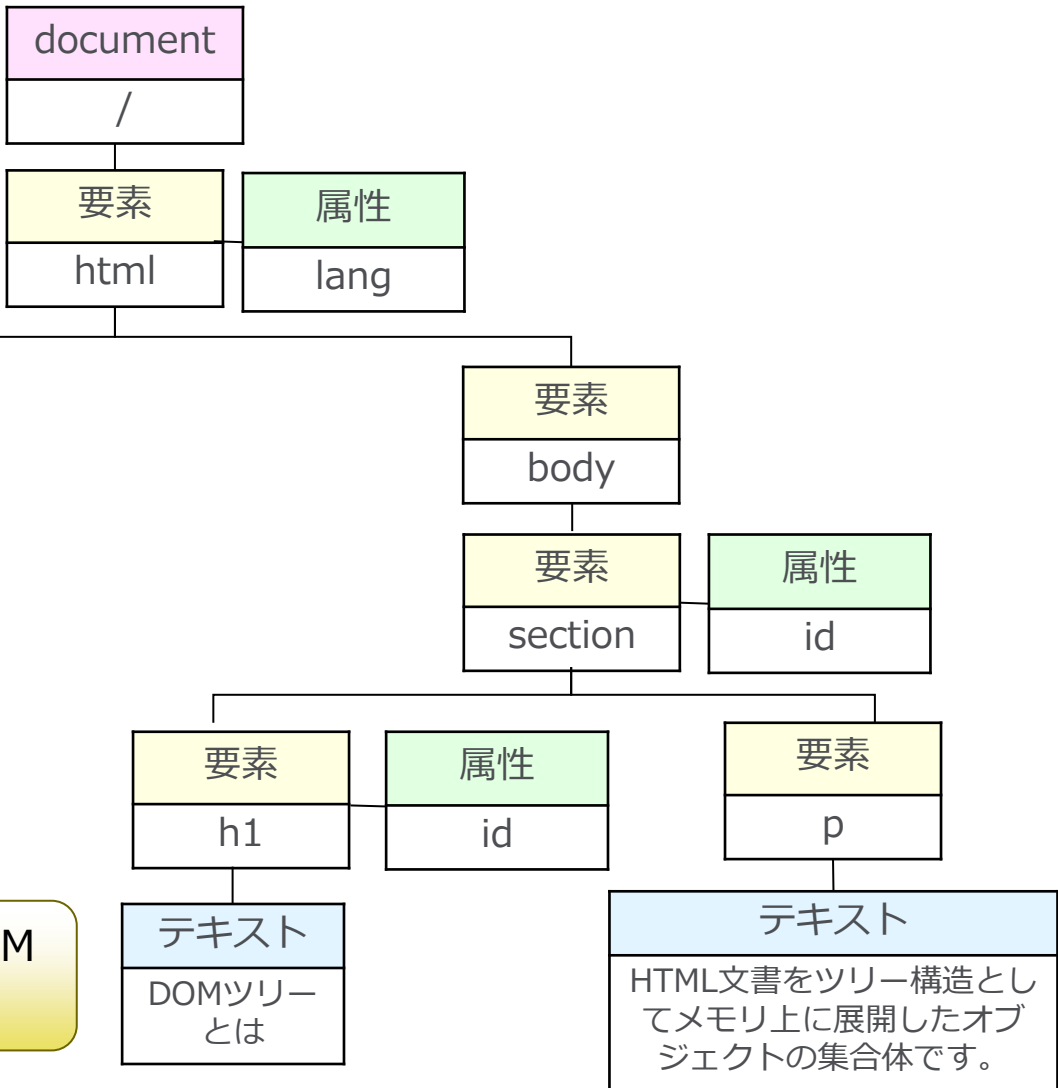 document
/
要素
属性
html
lang
要素
body
要素
属性
section
id
要素
属性
要素
h1
id
p
M
テキスト
テキスト
DOMツリー
とは
HTML文書をツリー構造とし
てメモリ上に展開したオブ
ジェクトの集合体です。